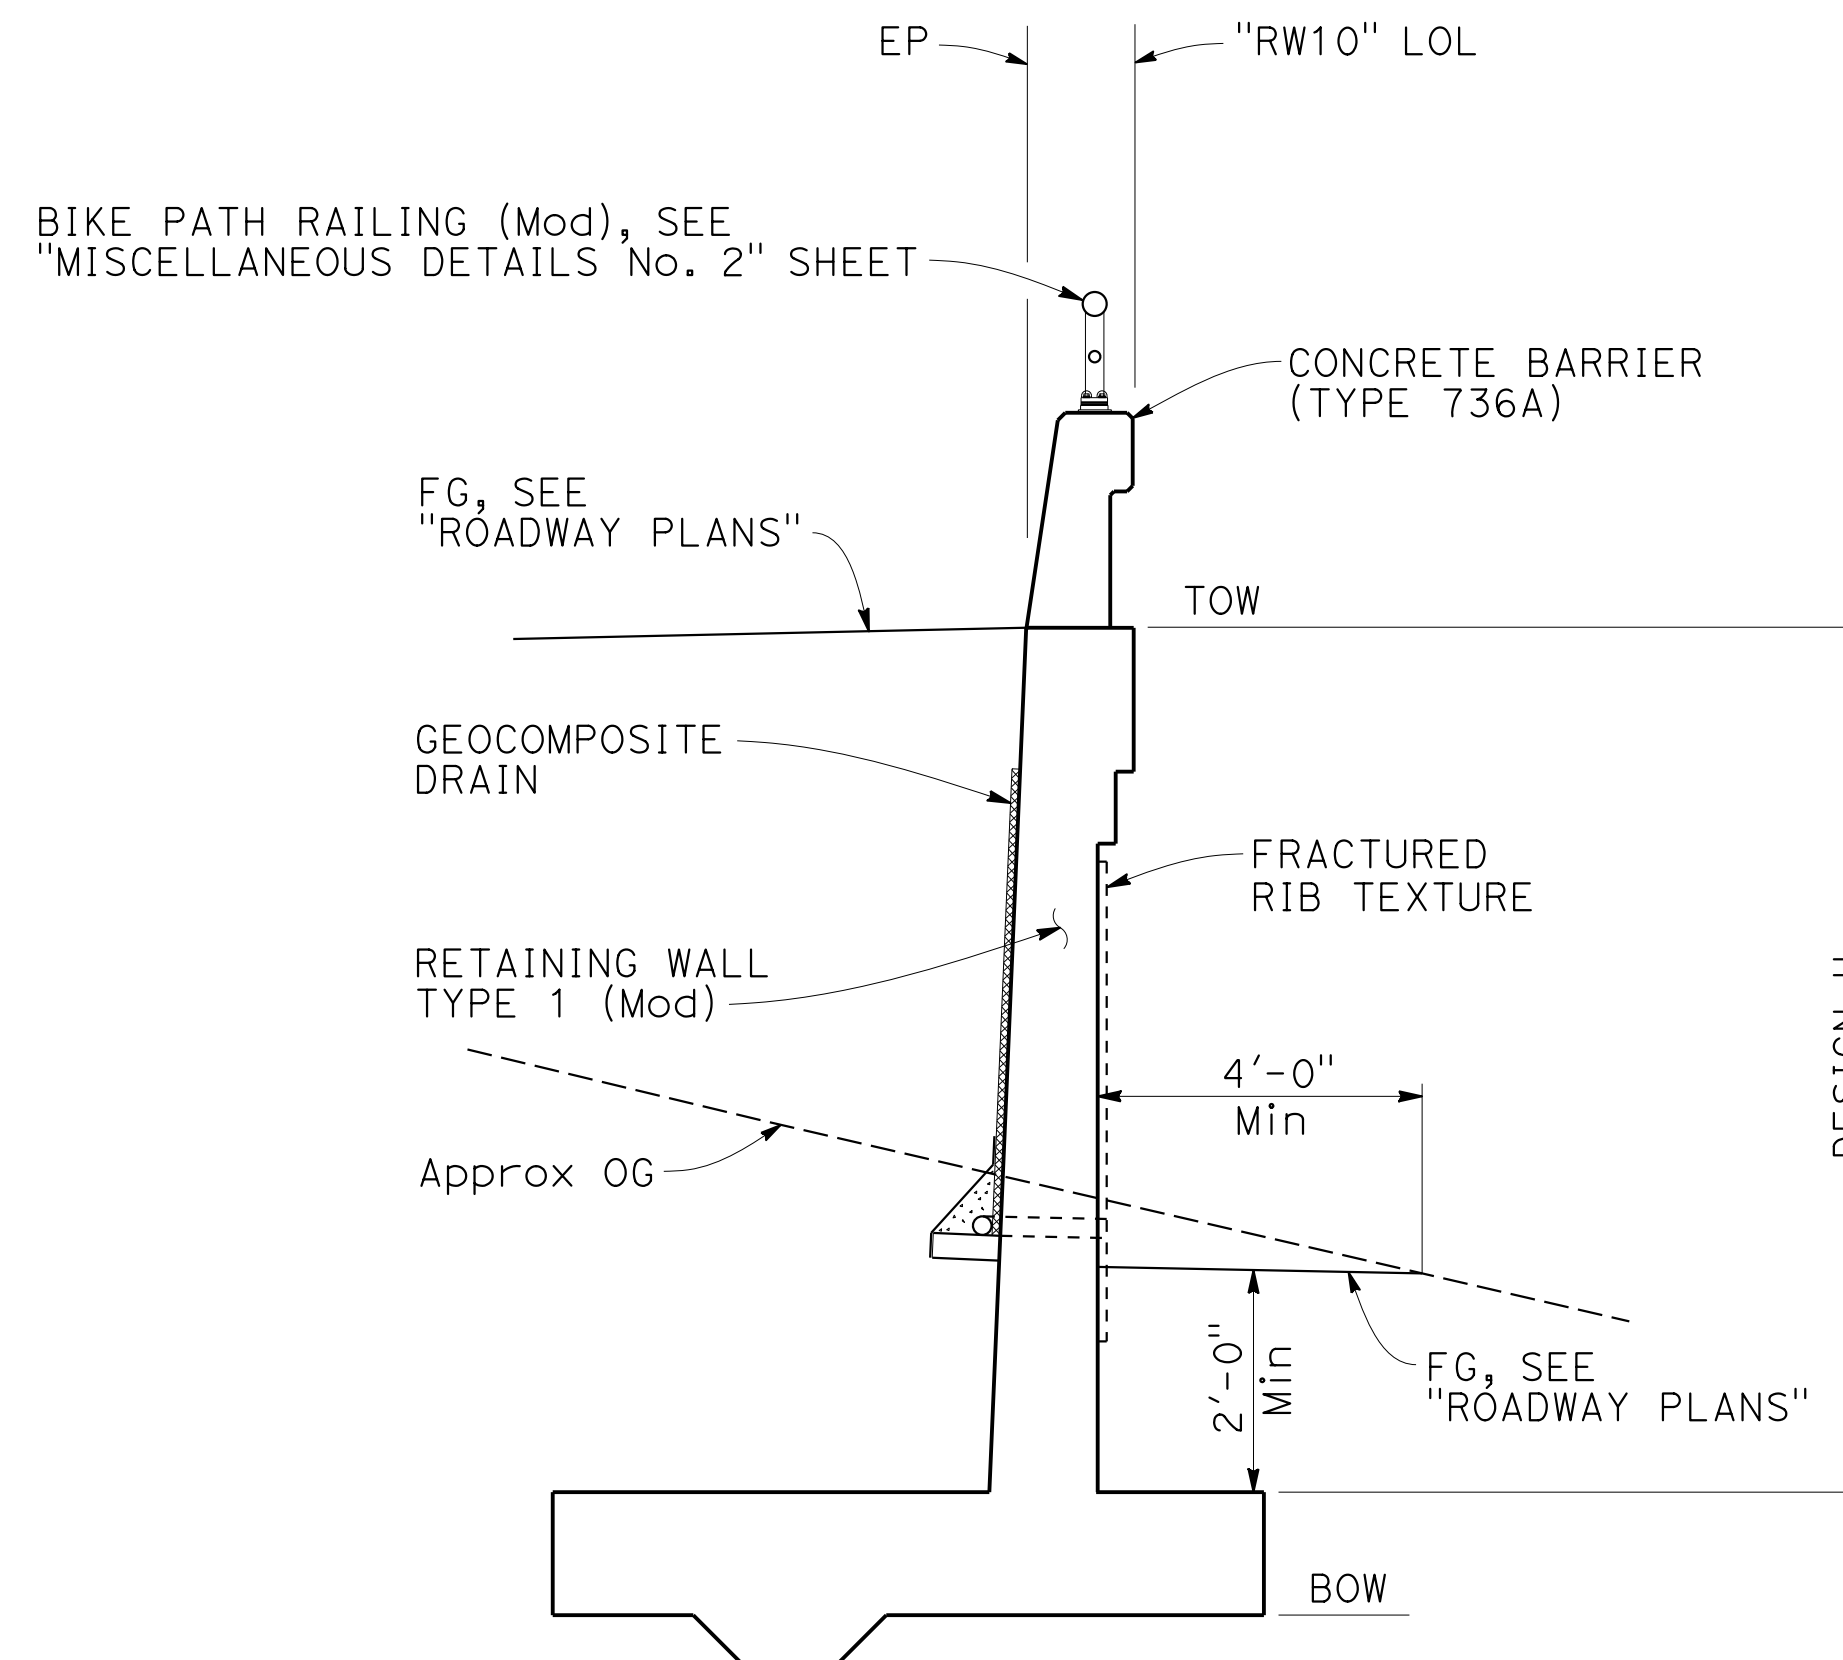 EP
"RW10" LOL
BIKE PATH RAILING (Mod), SEE
"MISCELLANEOUS DETAILS No. 2" SHEET
CONCRETE BARRIER
(TYPE 736A)
FG, SEE
"ROADWAY PLANS"
TOW
GEOCOMPOSITE
DRAIN
FRACTURED
RIB TEXTURE
RETAINING WALL
TYPE 1 (Mod)
4'-0"
Min
Approx OG
2'-0"
Min
FG, SEE
"ROADWAY PLANS"
BOW